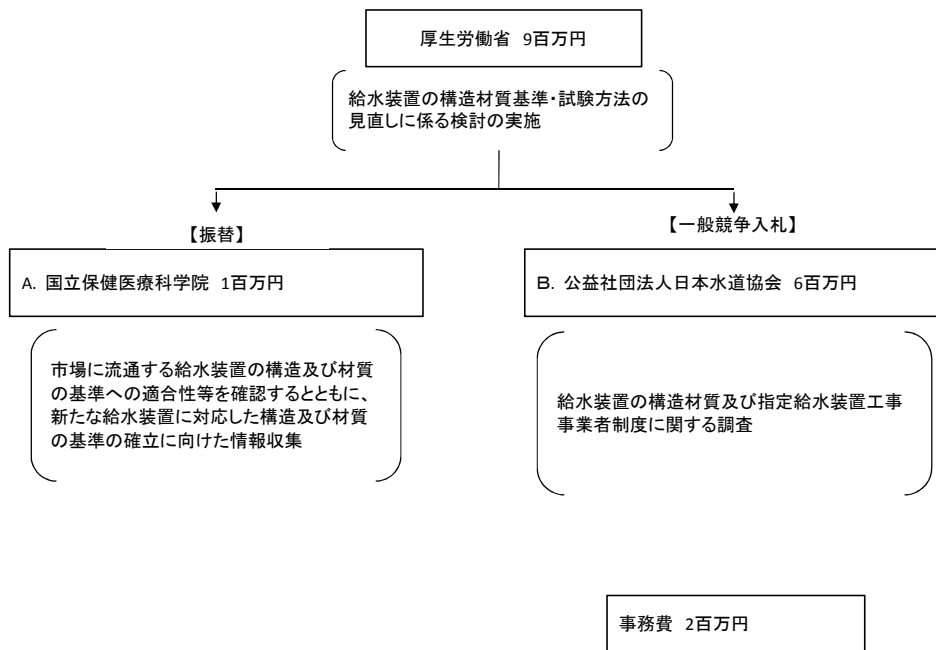 厚生労働省 9百万円
給水装置の構造材質基準・試験方法の
見直しに係る検討の実施
【振替】
【一般競争入札】
A. 国立保健医療科学院 1百万円
B. 公益社団法人日本水道協会 6百万円
市場に流通する給水装置の構造及び材質
の基準への適合性等を確認するとともに、
新たな給水装置に対応した構造及び材質
の基準の確立に向けた情報収集
給水装置の構造材質及び指定給水装置工事
事業者制度に関する調査
事務費 2百万円